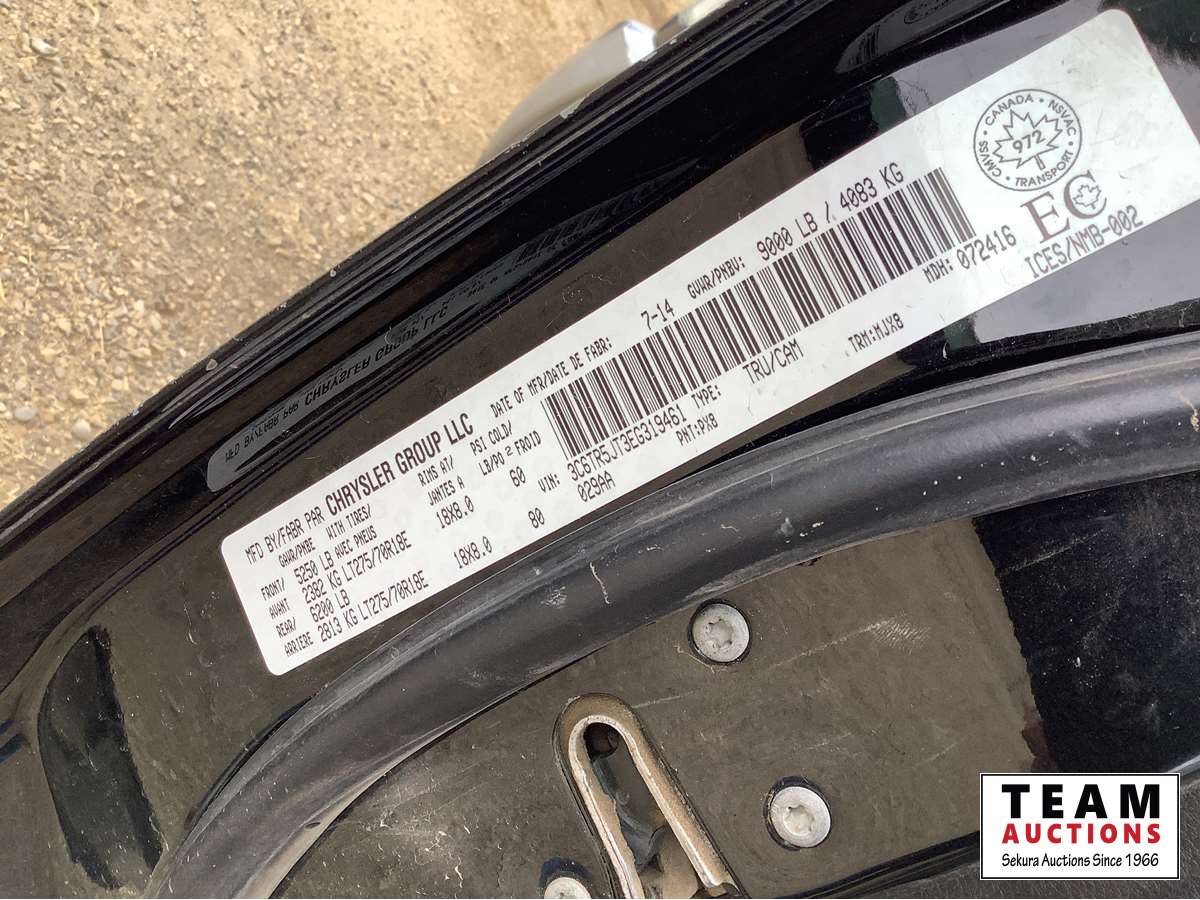 MFD BY/FABR PAR CHRYSLER GROUP LLC
DATE OF MFR/DATE DE FABR: 7-14 GVWR/PNBV: 9000 LB / 4083 KG
GAWR/PNBE WITH TIRES/ RIMS AT/ PSI COLD/
AVEC PNEUS JANTES A LB/PO 2 FROID
FRONT/ 5250 LB
AVANT 2382 KG LT275/70R18E 18X8.0 60
REAR/ 6200 LB
ARRIERE 2813 KG LT275/70R18E 18X8.0 80
VIN: 3C6TR5JT3EG319461 TYPE: TRU/CAM MDH: 072416
029AA PNT:PX8 TRM:MJX8
CANADA • NSVAC
972
CMVSS • TRANSPORT •
EC
ICES/NMB-002
CHRYSLER GROUP LLC
TEAM
AUCTIONS
Sekura Auctions Since 1966